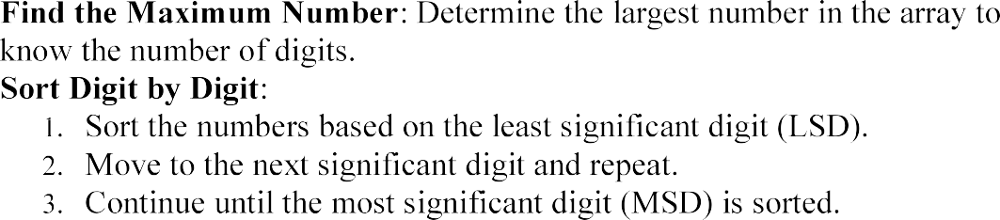 Find the Maximum Number: Determine the largest number in the array to
know the number of digits.
Sort Digit by Digit:
1. Sort the numbers based on the least significant digit (LSD).
2. Move to the next significant digit and repeat.
3. Continue until the most significant digit (MSD) is sorted.